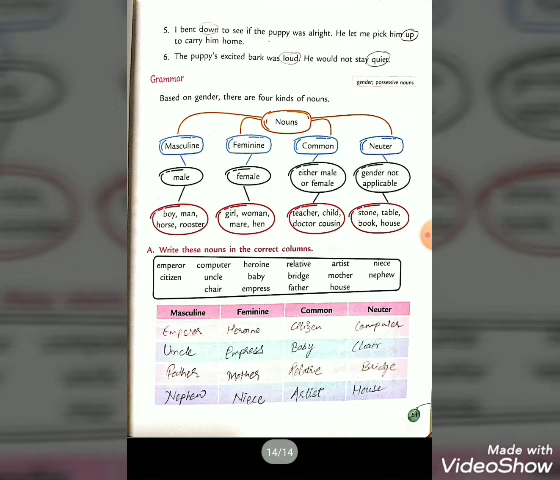 5. I bent down to see if the puppy was alright. He let me pick him up
to carry him home.
6. The puppy's excited bark was loud. He would not stay quiet.
Grammar
gender; possessive nouns
Based on gender, there are four kinds of nouns.
Nouns
Masculine Feminine Common Neuter
male female either male or female gender not applicable
boy, man, horse, rooster girl, woman, mare, hen teacher, child, doctor cousin stone, table, book, house
A. Write these nouns in the correct columns.
emperor computer heroine relative artist niece
citizen uncle baby bridge mother nephew
chair empress father house
Masculine Feminine Common Neuter
Emperor Heroine Citizen Computer
Uncle Empress Baby Chair
Father Mother Relative Bridge
Nephew Niece Artist House
51
14/14
Made with
VideoShow